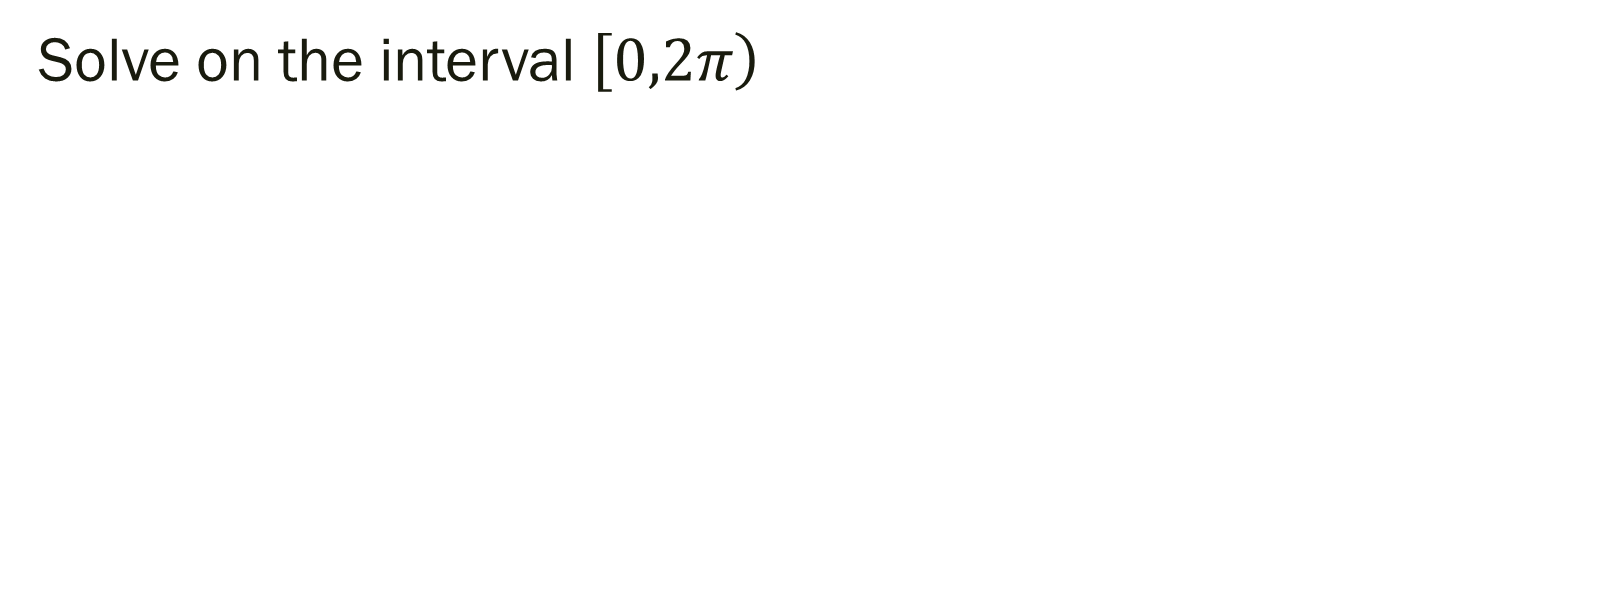 Solve on the interval [0,2π)